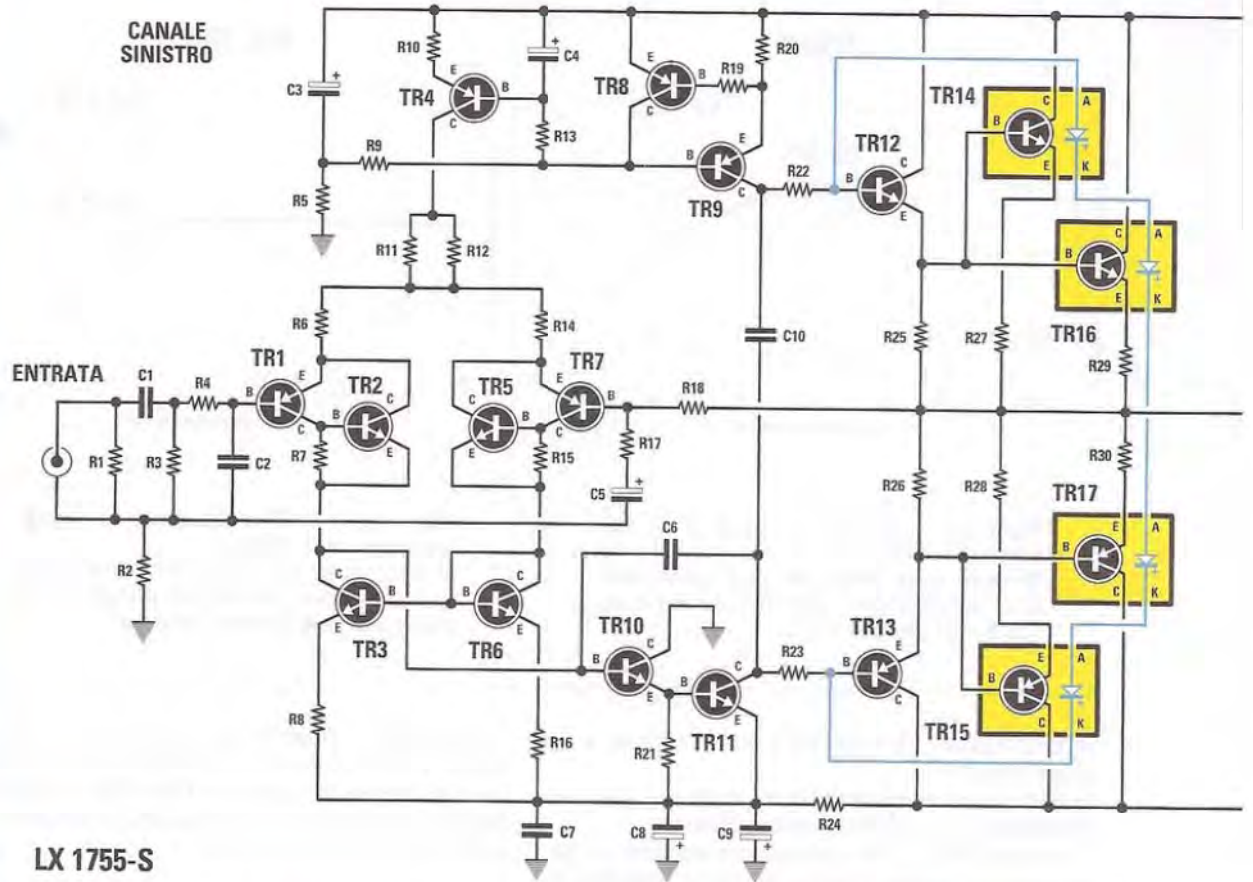 CANALE
SINISTRO
R10
C4
R20
C3
E
C
TR4
B
TR8
E
C
B
R19
R13
R9
R5
TR9
B
E
C
R22
TR12
B
C
E
TR14
B
C
E
A
K
TR16
B
C
E
A
K
R11
R12
R6
R14
R25
R27
R29
C10
ENTRATA
C1
R4
TR1
B
E
C
TR2
B
C
E
TR5
C
B
E
TR7
E
B
C
R18
R1
R3
C2
R7
R15
R17
C5
R26
R28
R30
R2
C6
TR17
B
E
C
A
K
TR3
C
B
E
TR6
B
C
E
TR10
B
C
E
TR11
B
C
E
R23
TR13
B
E
C
TR15
B
E
C
A
K
R8
R16
R21
R24
C7
C8
+
C9
+
LX 1755-S